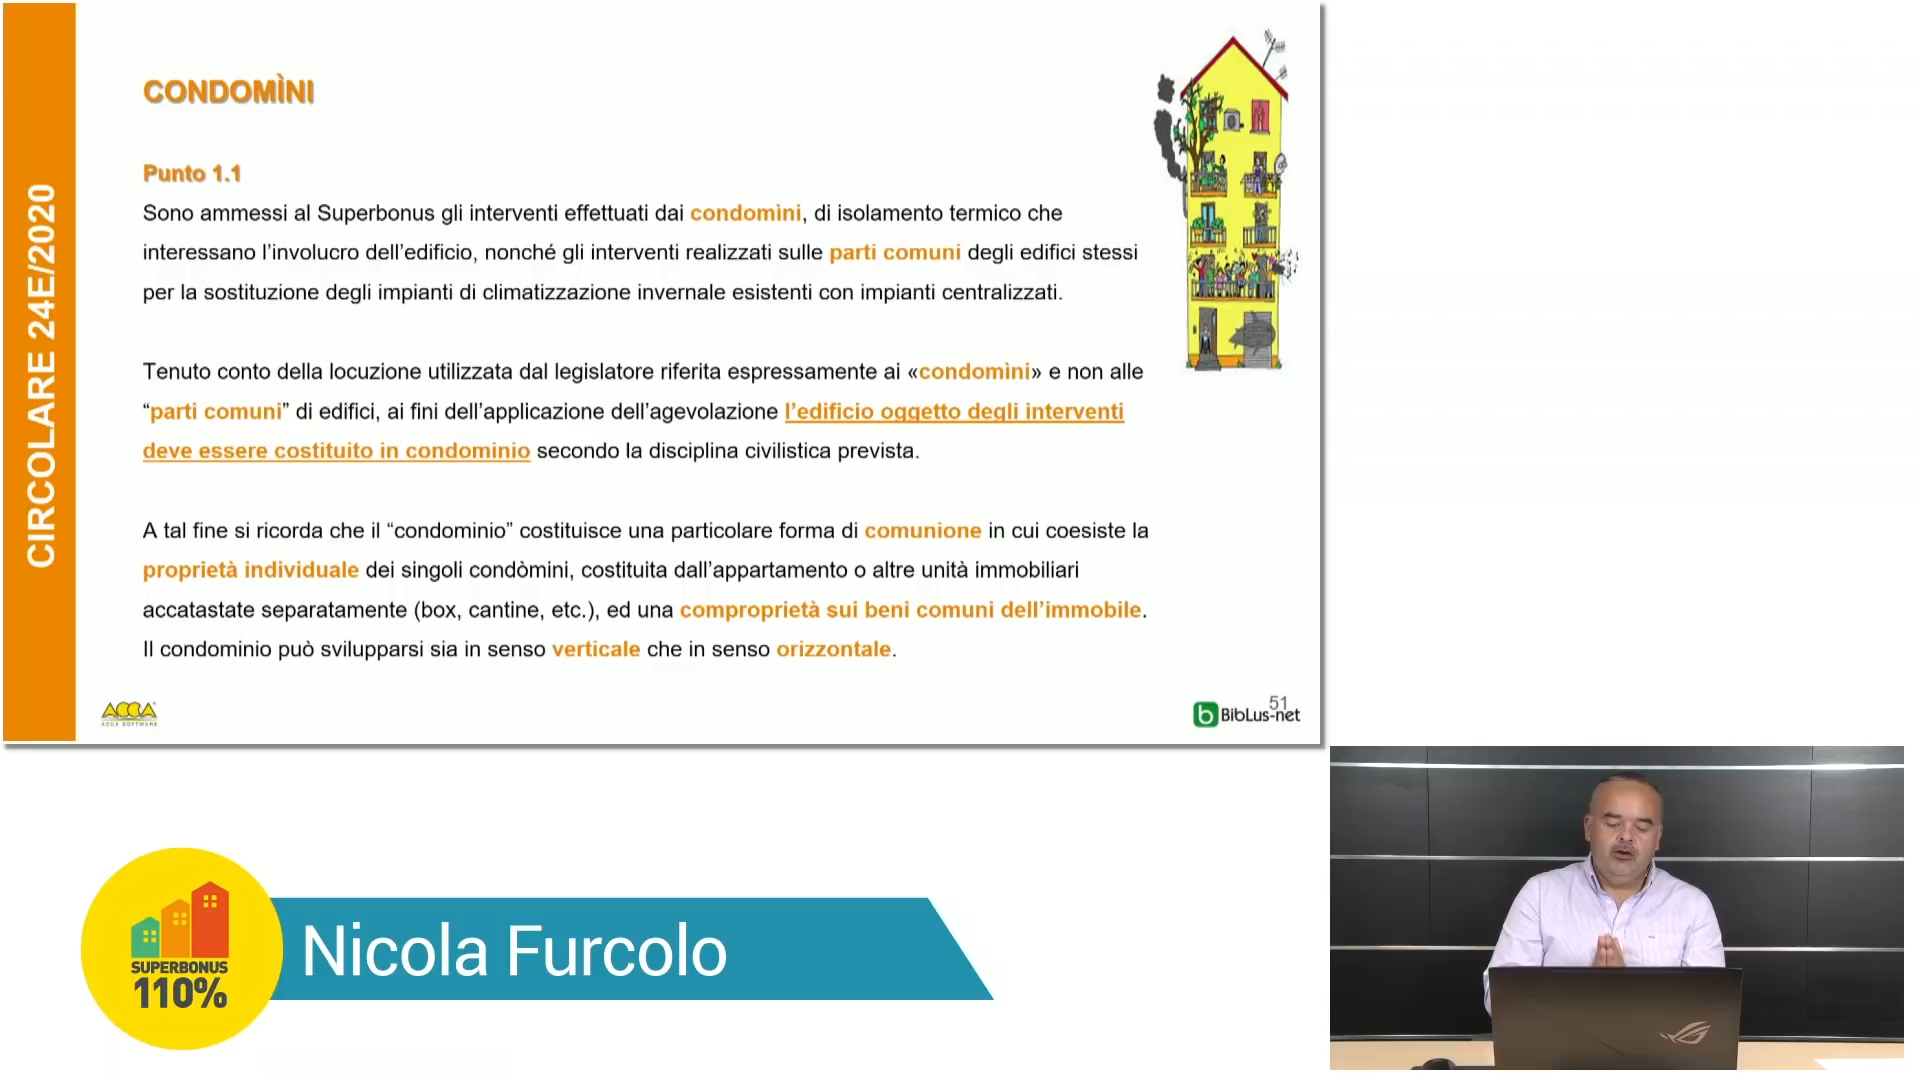 CIRCOLARE 24E/2020
CONDOMÌNI
Punto 1.1
Sono ammessi al Superbonus gli interventi effettuati dai condomìni, di isolamento termico che
interessano l’involucro dell’edificio, nonché gli interventi realizzati sulle parti comuni degli edifici stessi
per la sostituzione degli impianti di climatizzazione invernale esistenti con impianti centralizzati.
Tenuto conto della locuzione utilizzata dal legislatore riferita espressamente ai «condomìni» e non alle
“parti comuni” di edifici, ai fini dell’applicazione dell’agevolazione l’edificio oggetto degli interventi
deve essere costituito in condominio secondo la disciplina civilistica prevista.
A tal fine si ricorda che il “condominio” costituisce una particolare forma di comunione in cui coesiste la
proprietà individuale dei singoli condòmini, costituita dall’appartamento o altre unità immobiliari
accatastate separatamente (box, cantine, etc.), ed una comproprietà sui beni comuni dell’immobile.
Il condominio può svilupparsi sia in senso verticale che in senso orizzontale.
ACCA
ACCA SOFTWARE
51
b BibLus-net
SUPERBONUS
110%
Nicola Furcolo